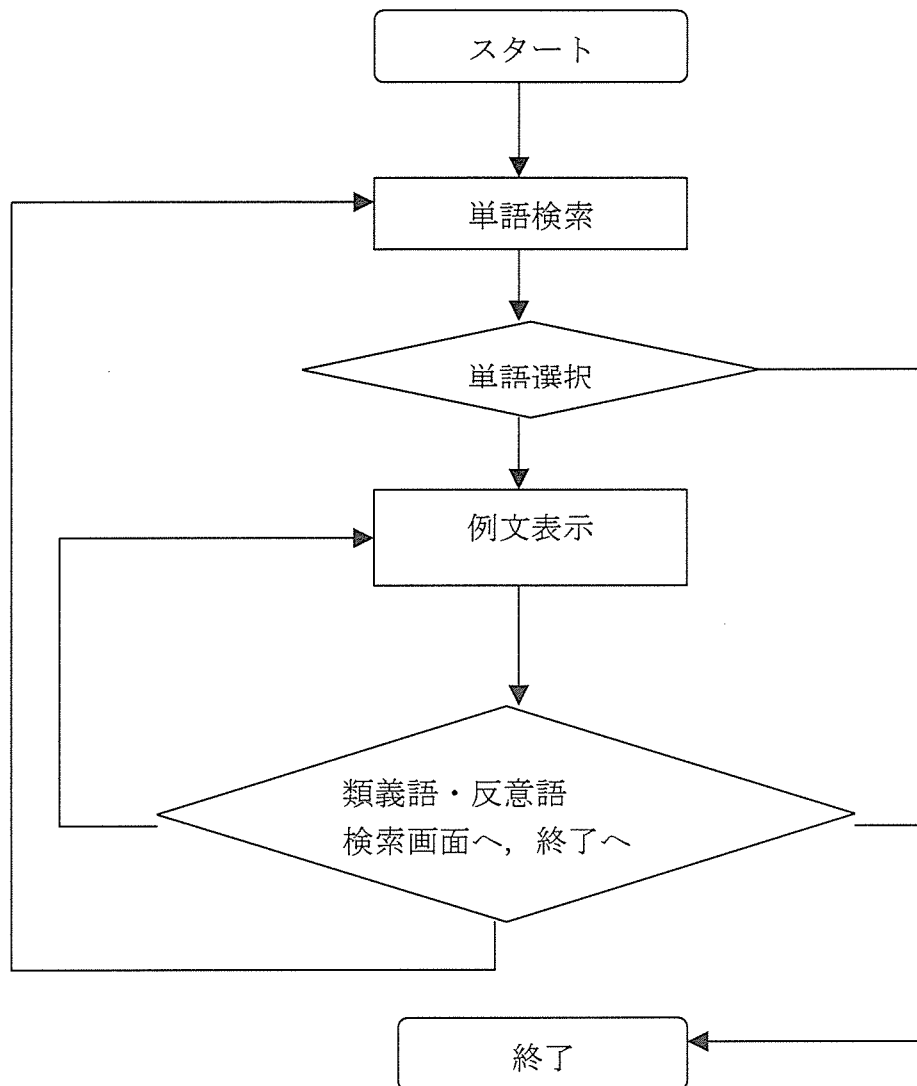 スタート
単語検索
単語選択
例文表示
類義語・反意語
検索画面へ，終了へ
終了